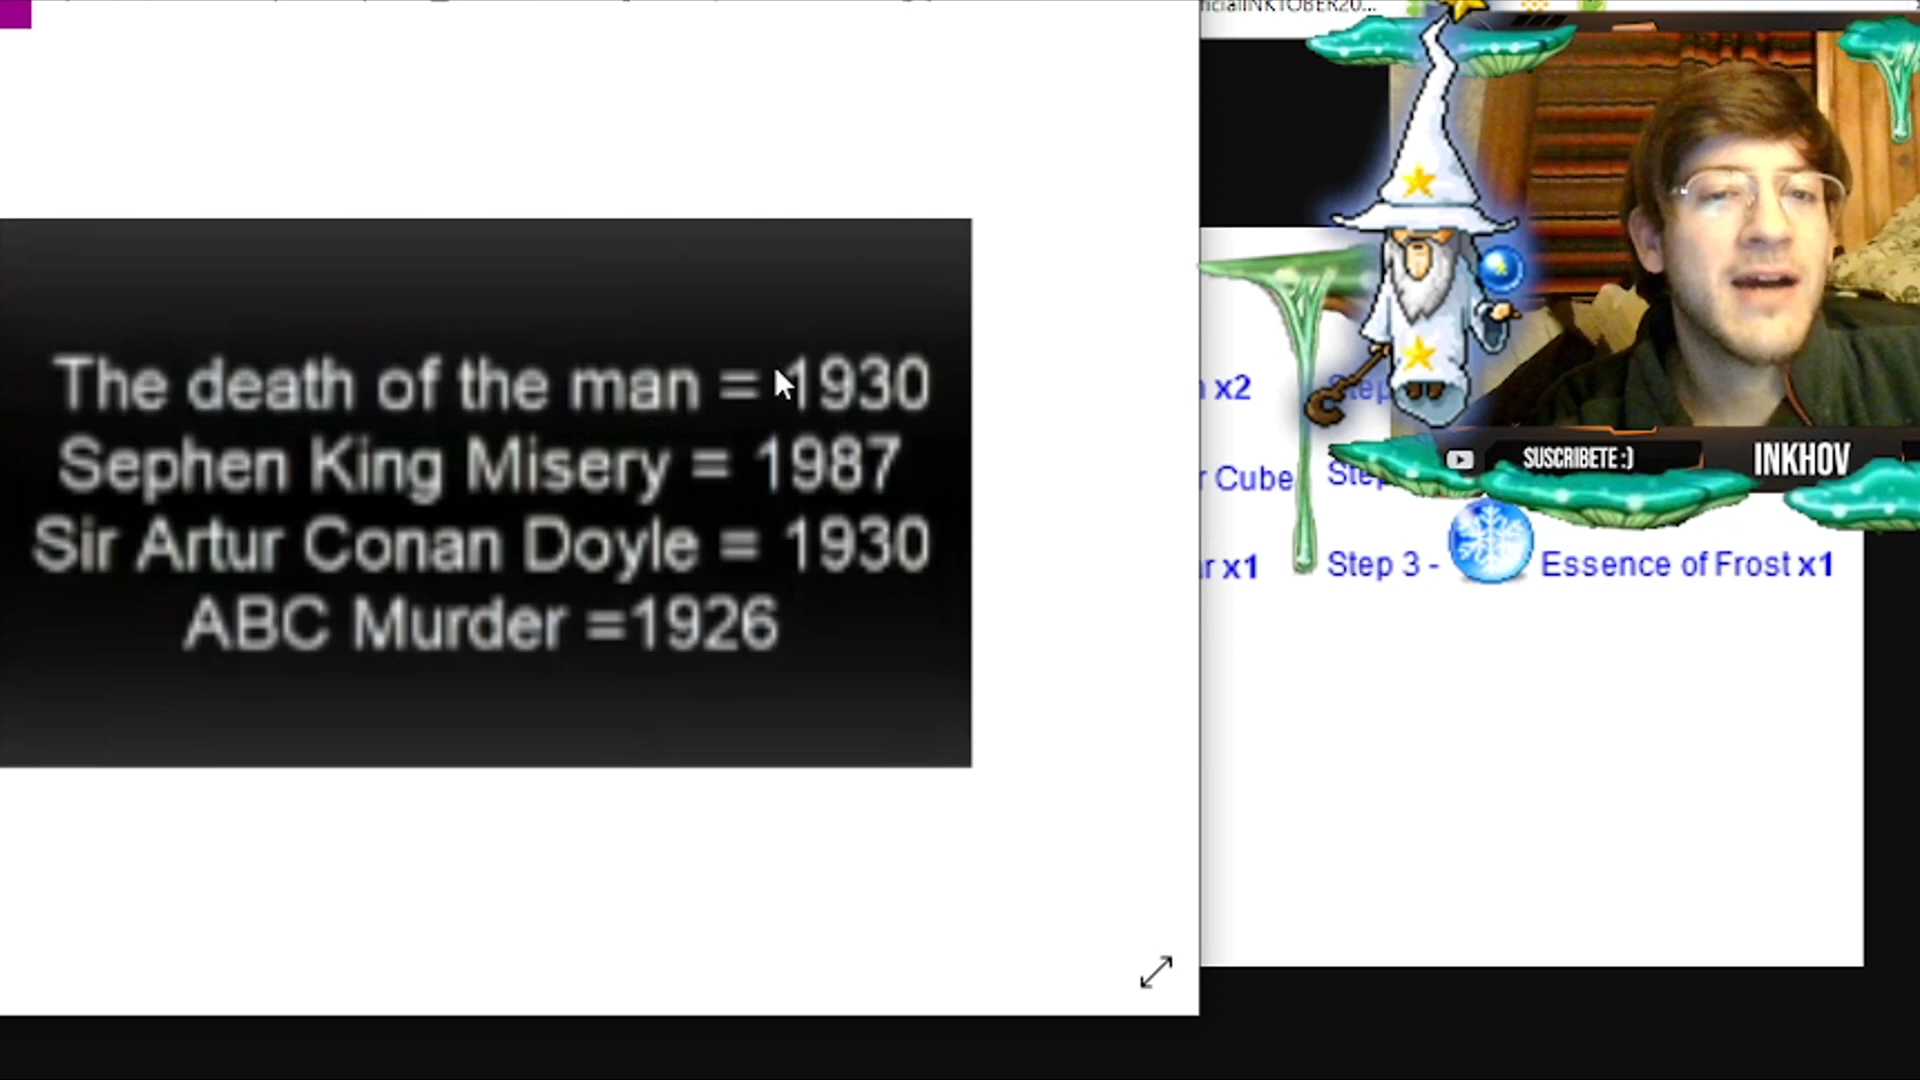 The death of the man = 1930
Sephen King Misery = 1987
Sir Artur Conan Doyle = 1930
ABC Murder =1926
ficialINKTOBER20...
x2
r Cube
x1
Step 3 - Essence of Frost x1
SUSCRIBETE :)
INKHOV